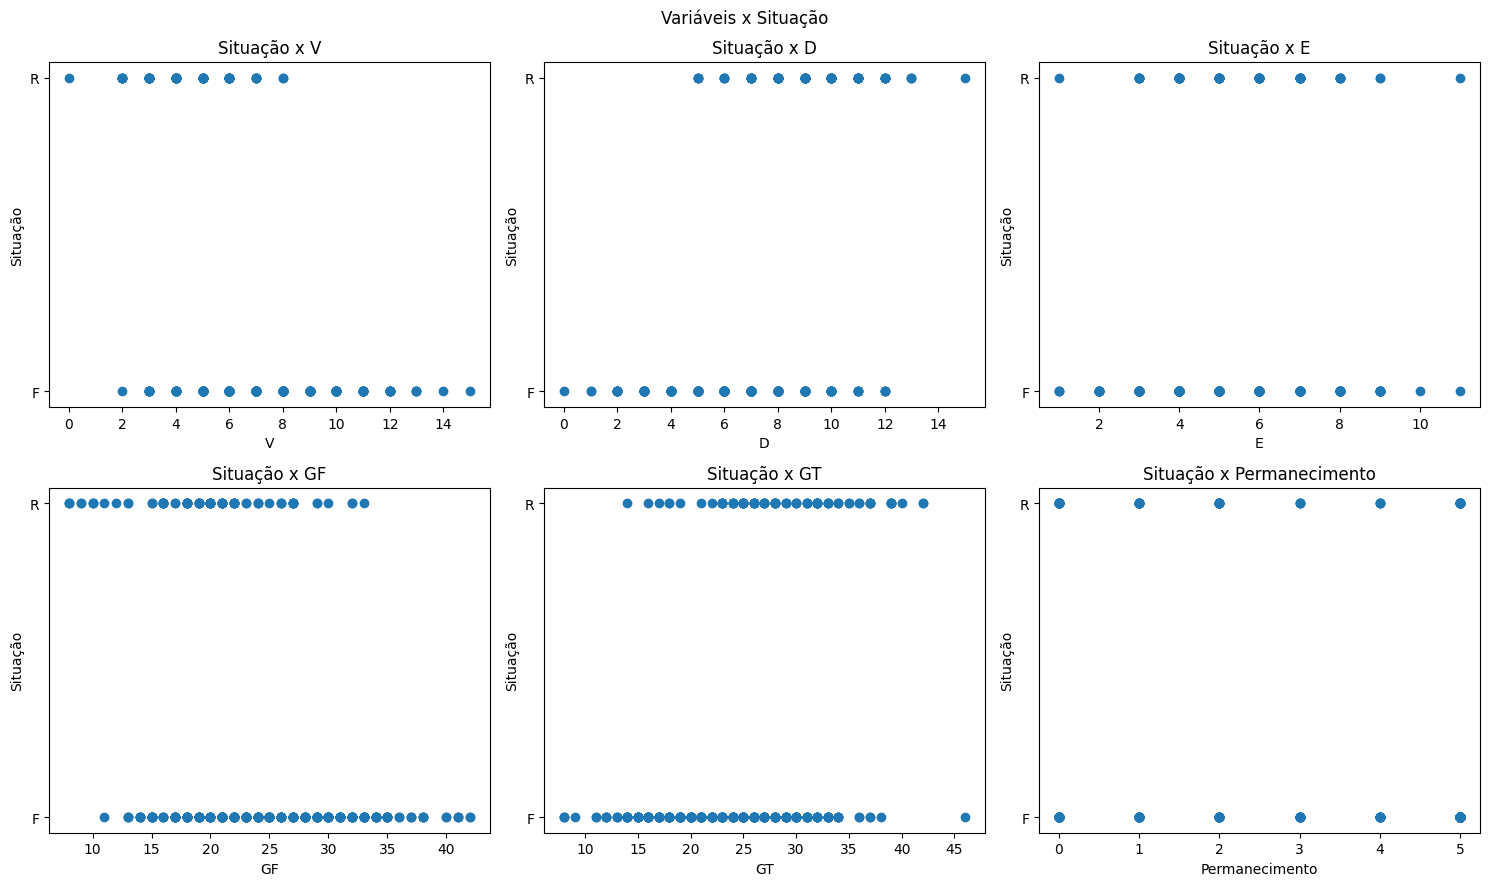 Variáveis x Situação
Situação x V
R
F
Situação
0 2 4 6 8 10 12 14
V
Situação x D
R
F
Situação
0 2 4 6 8 10 12 14
D
Situação x E
R
F
Situação
2 4 6 8 10
E
Situação x GF
R
F
Situação
10 15 20 25 30 35 40
GF
Situação x GT
R
F
Situação
10 15 20 25 30 35 40 45
GT
Situação x Permanecimento
R
F
Situação
0 1 2 3 4 5
Permanecimento